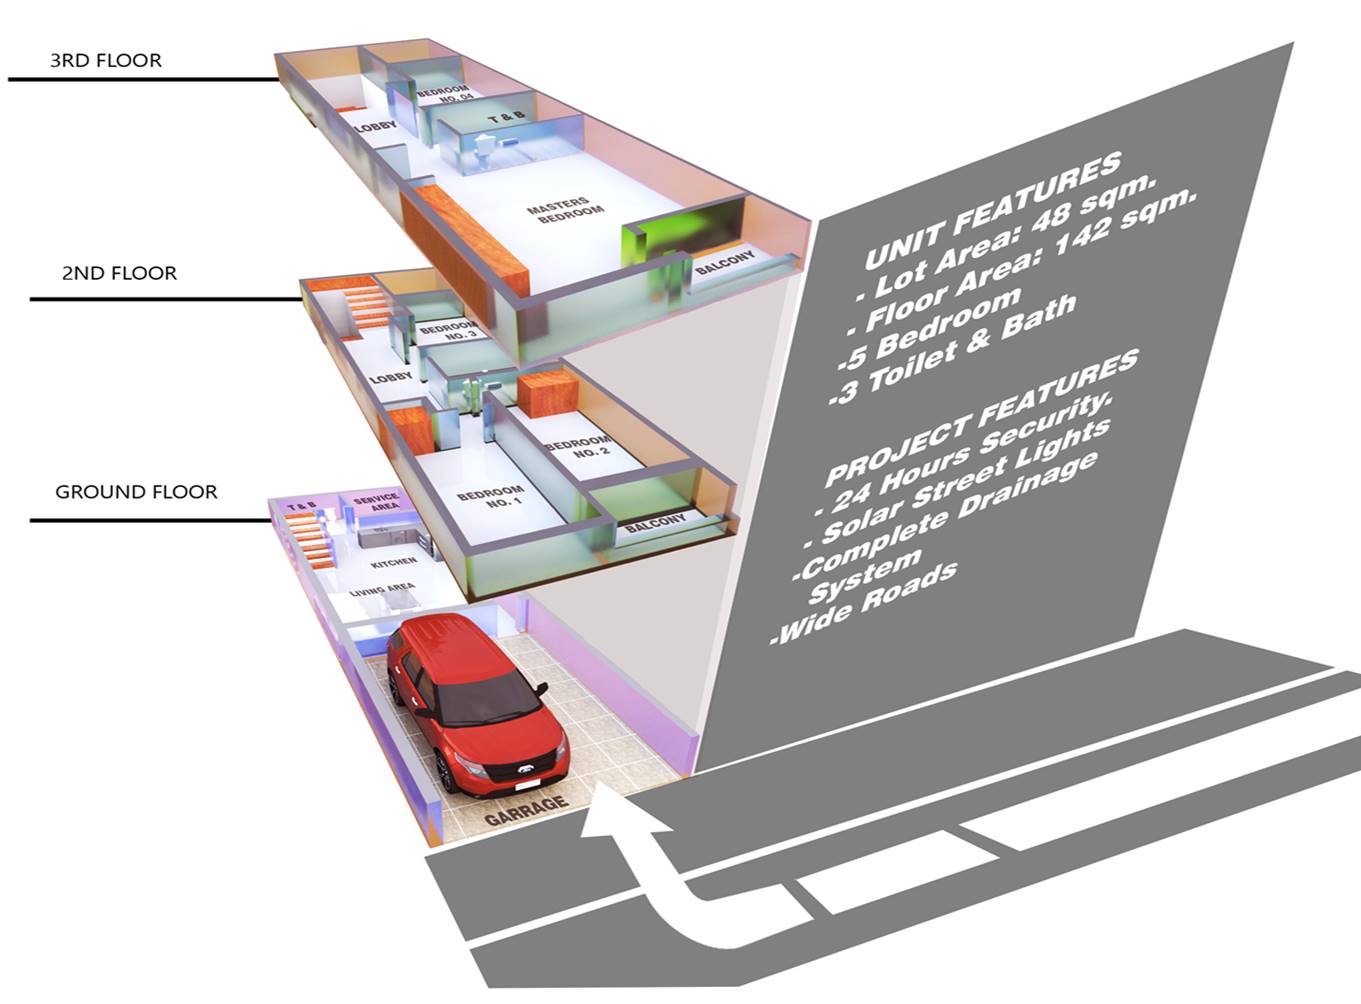 3RD FLOOR
BEDROOM
NO. 04
LOBBY
T & B
MASTERS
BEDROOM
BALCONY
2ND FLOOR
BEDROOM
NO. 3
LOBBY
BEDROOM
NO. 2
BEDROOM
NO. 1
BALCONY
GROUND FLOOR
T & B
SERVICE
AREA
KITCHEN
LIVING AREA
GARRAGE
UNIT FEATURES
- Lot Area: 48 sqm.
- Floor Area: 142 sqm.
-5 Bedroom
-3 Toilet & Bath
PROJECT FEATURES
- 24 Hours Security.
- Solar Street Lights
-Complete Drainage
System
-Wide Roads